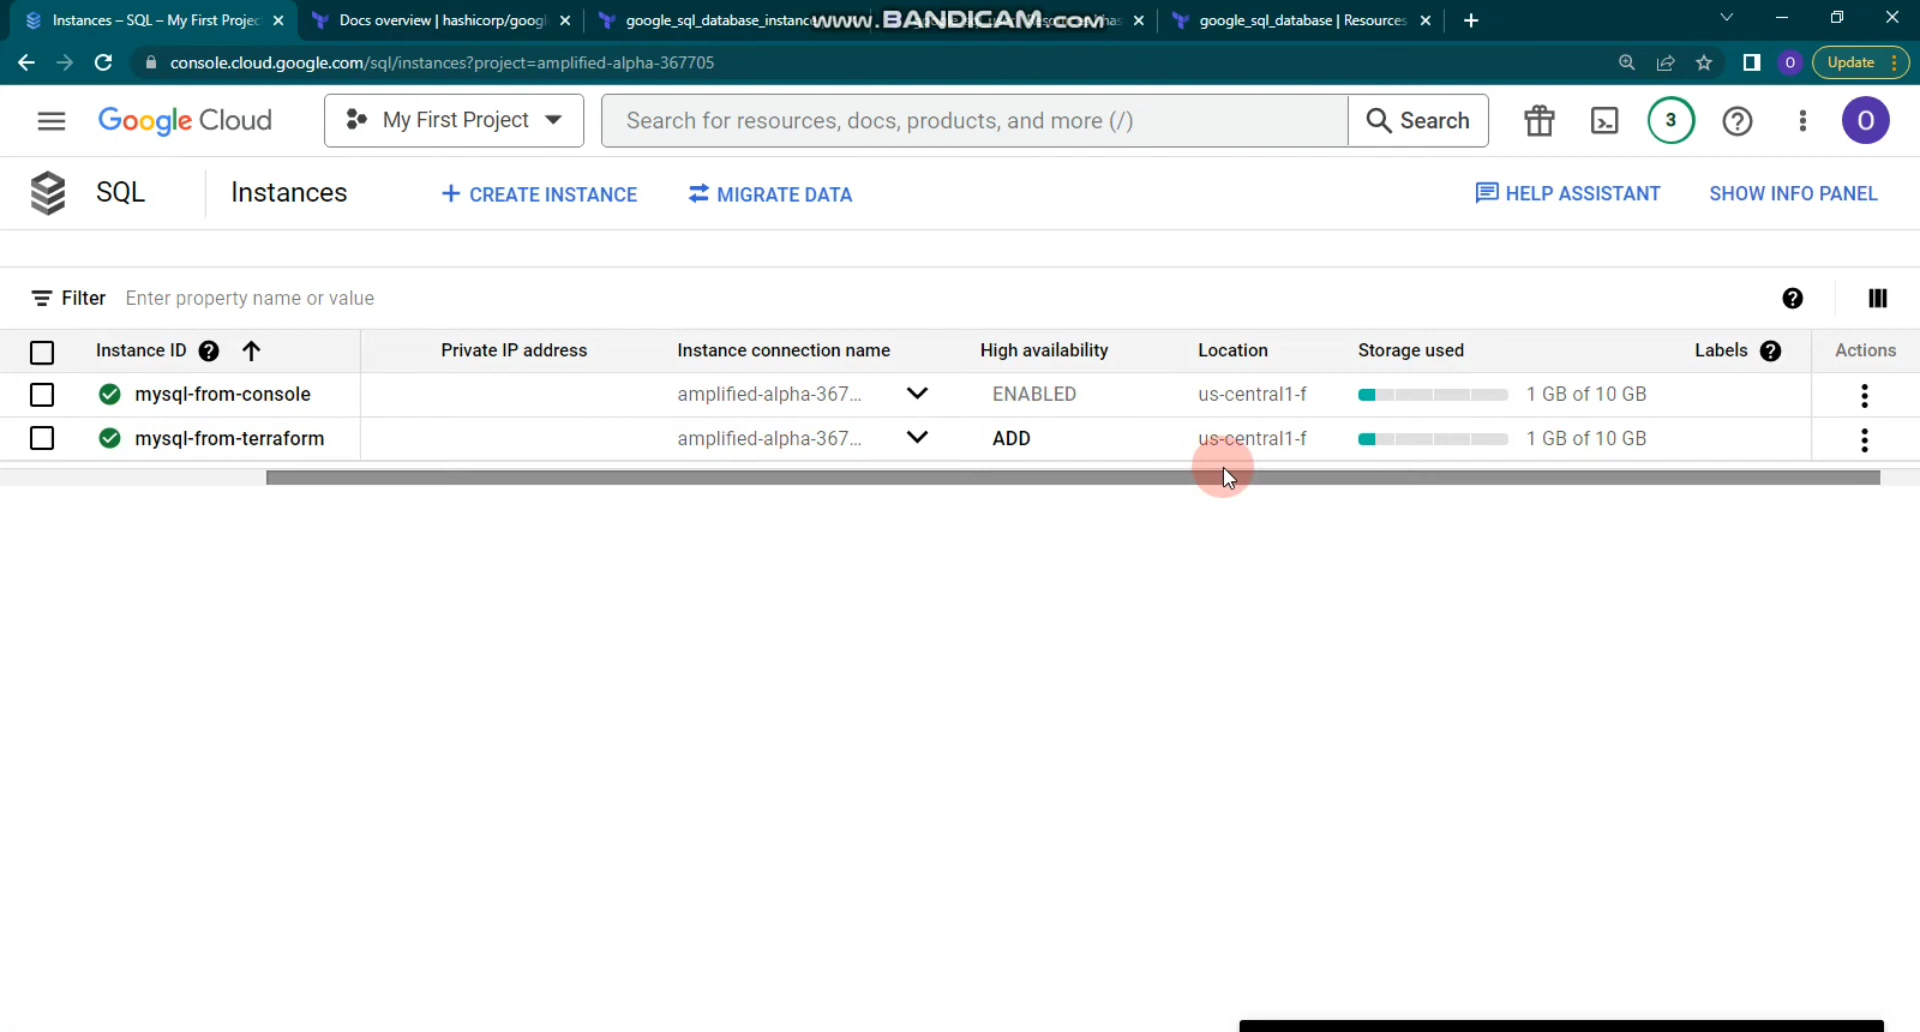 Instances – SQL – My First Projec
Docs overview | hashicorp/googl
google_sql_database_instanc
www.BANDICAM.com
google_sql_database | Resources
console.cloud.google.com/sql/instances?project=amplified-alpha-367705
O
Update
Google Cloud
My First Project
Search for resources, docs, products, and more (/)
Search
3
O
SQL
Instances
+ CREATE INSTANCE
MIGRATE DATA
HELP ASSISTANT
SHOW INFO PANEL
Filter
Enter property name or value
Instance ID
Private IP address
Instance connection name
High availability
Location
Storage used
Labels
Actions
mysql-from-console
amplified-alpha-367...
ENABLED
us-central1-f
1 GB of 10 GB
mysql-from-terraform
amplified-alpha-367...
ADD
us-central1-f
1 GB of 10 GB